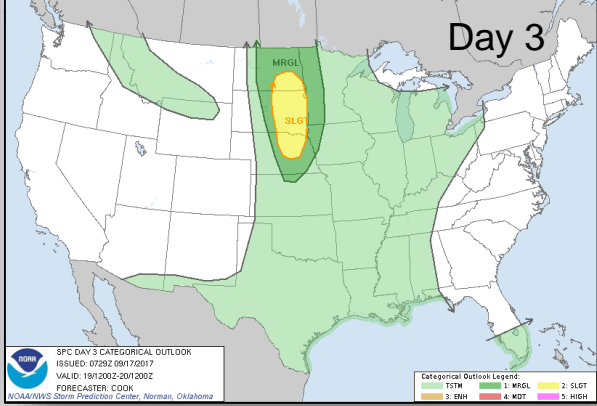 Day 3
MRGL
SLGT
NOAA
SPC DAY 3 CATEGORICAL OUTLOOK
ISSUED: 0729Z 09/17/2017
VALID: 19/1200Z-20/1200Z
FORECASTER: COOK
NOAA/NWS Storm Prediction Center, Norman, Oklahoma
Categorical Outlook Legend:
TSTM 1: MRGL 2: SLGT
3: ENH 4: MDT 5: HIGH